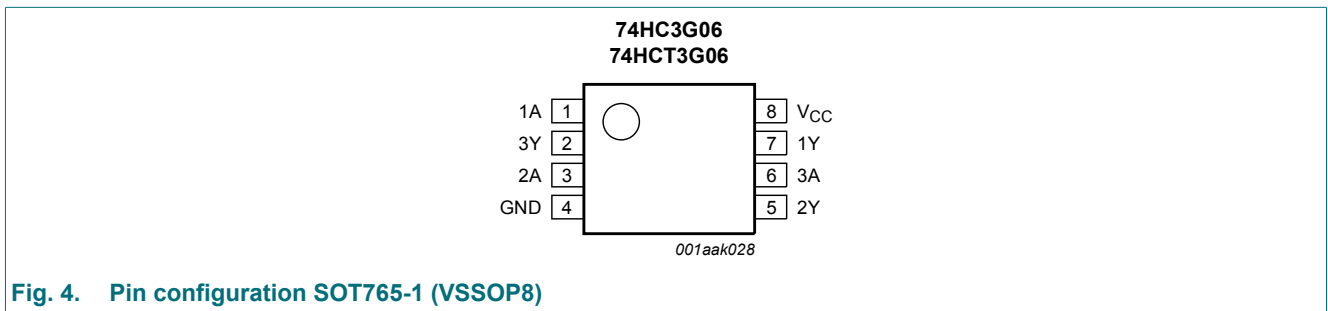 74HC3G06
74HCT3G06
1A 1 8 VCC
3Y 2 7 1Y
2A 3 6 3A
GND 4 5 2Y
001aak028
Fig. 4. Pin configuration SOT765-1 (VSSOP8)